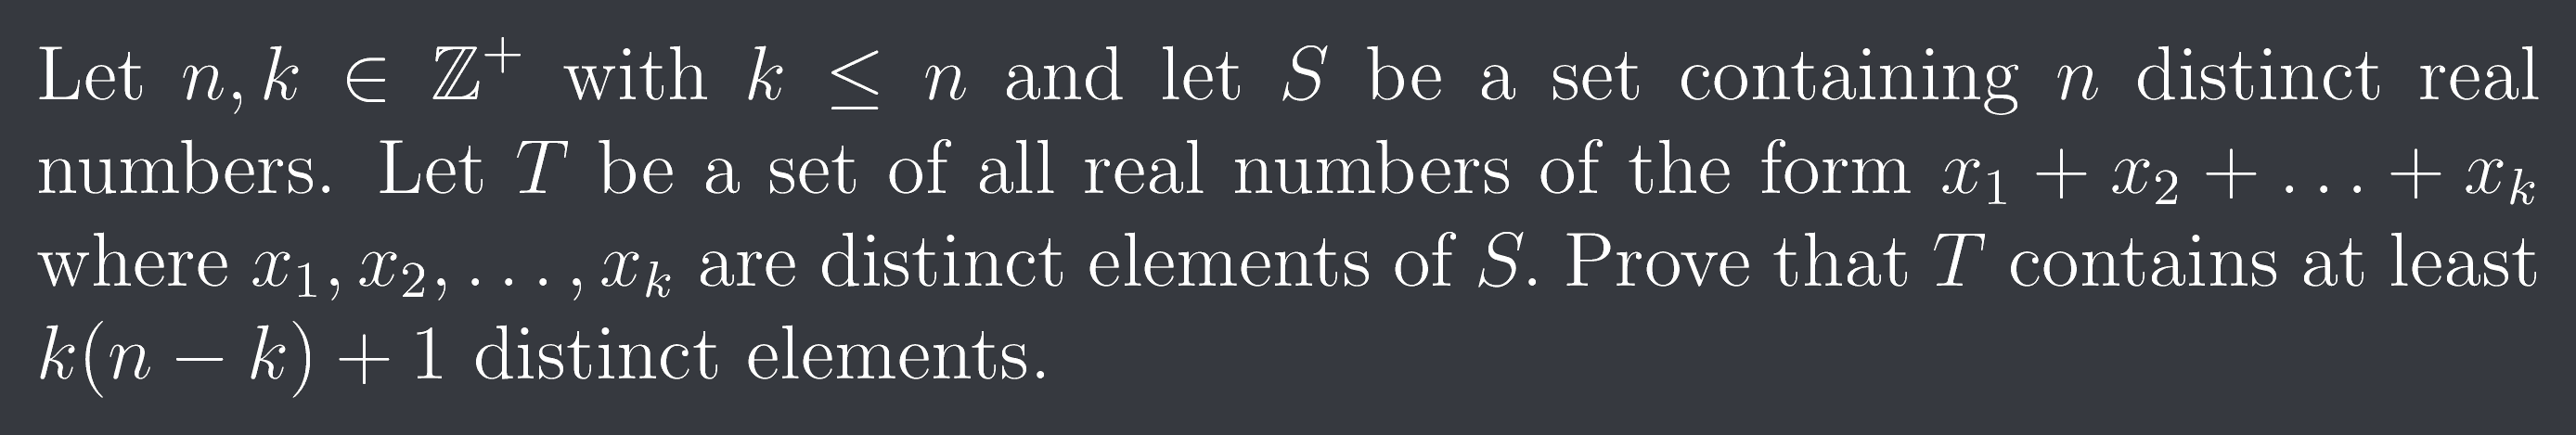 Let n, k ∈ ℤ⁺ with k ≤ n and let S be a set containing n distinct real
numbers. Let T be a set of all real numbers of the form x₁ + x₂ + . . . + xₖ
where x₁, x₂, . . . , xₖ are distinct elements of S. Prove that T contains at least
k(n − k) + 1 distinct elements.